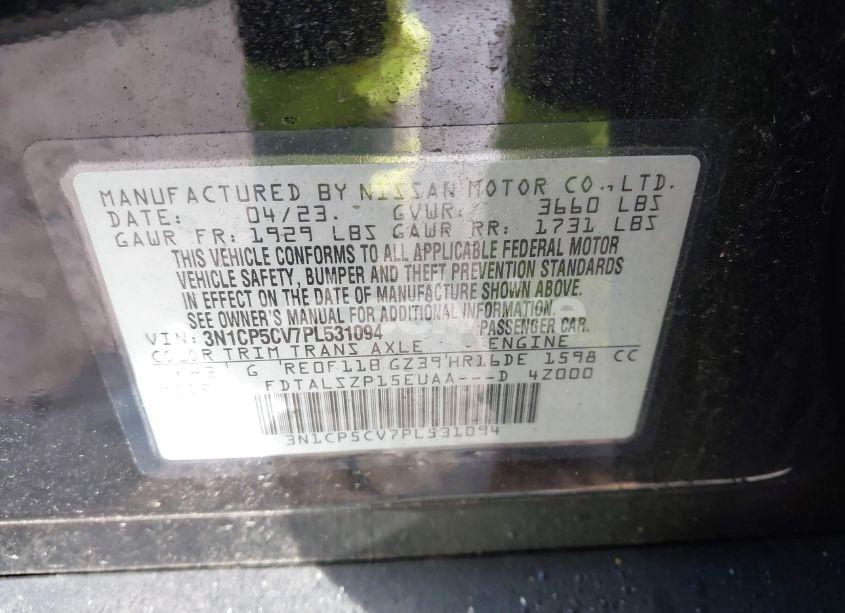 MANUFACTURED BY NISSAN MOTOR CO., LTD.
DATE: 04/23. GVWR: 3660 LBS
GAWR FR: 1929 LBS GAWR RR: 1731 LBS
THIS VEHICLE CONFORMS TO ALL APPLICABLE FEDERAL MOTOR
VEHICLE SAFETY, BUMPER AND THEFT PREVENTION STANDARDS
IN EFFECT ON THE DATE OF MANUFACTURE SHOWN ABOVE.
SEE OWNER'S MANUAL FOR ADDITIONAL INFORMATION.
VIN: 3N1CP5CV7PL531094 PASSENGER CAR.
COLOR TRIM TRANS AXLE ENGINE
G RE0F11B GZ39 HR16DE 1598 CC
FDTALSZP15EUAA---D 4Z000
3N1CP5CV7PL531094